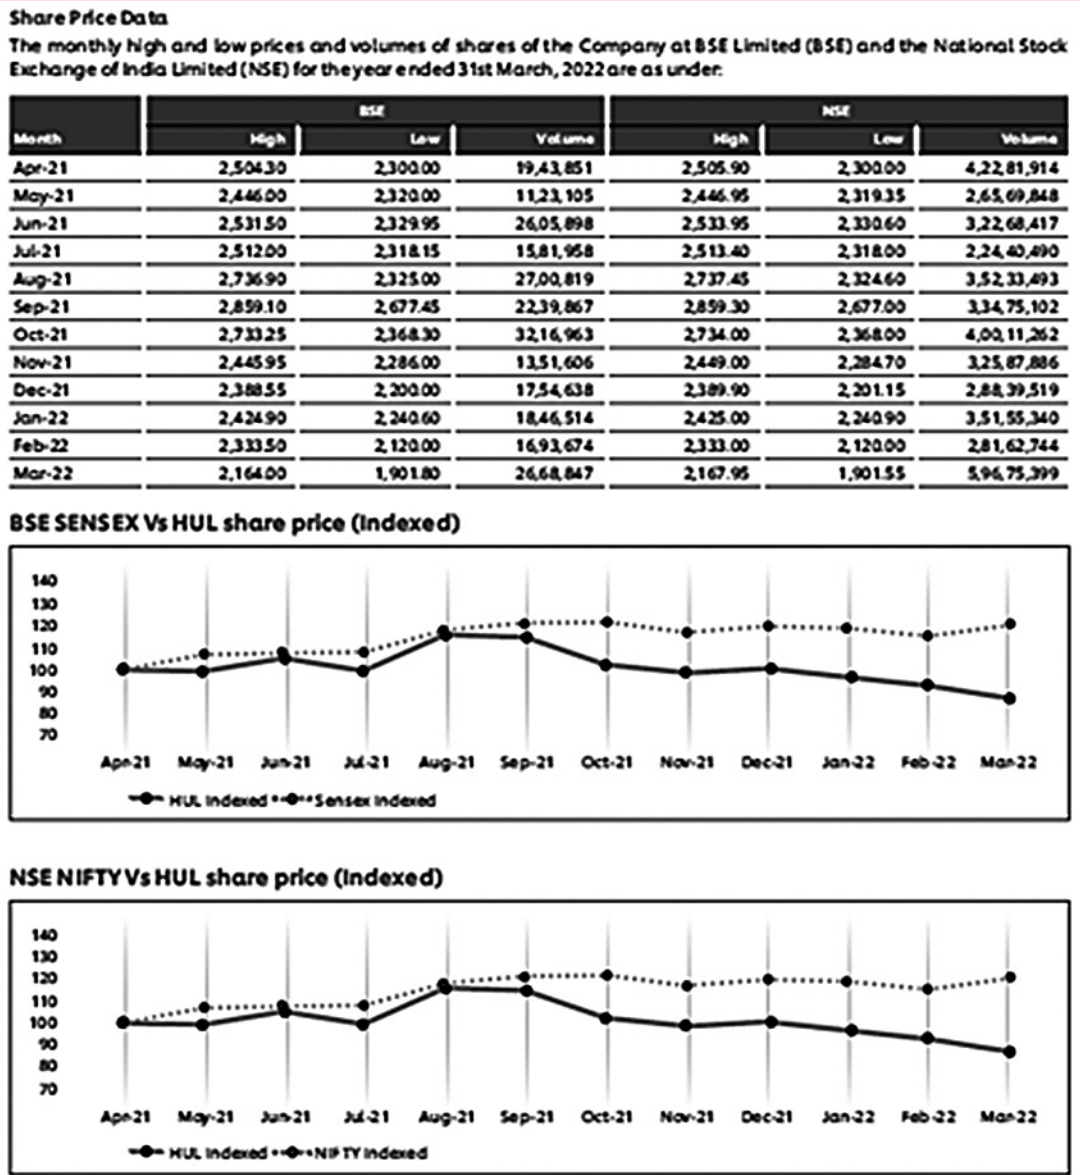 Share Price Data
The monthly high and low prices and volumes of shares of the Company at BSE Limited (BSE) and the National Stock
Exchange of India Limited (NSE) for the year ended 31st March, 2022 are as under:
BSE NSE
Month High Low Volume High Low Volume
Apr-21 2,504.30 2,300.00 19,43,851 2,505.90 2,300.00 4,22,81,914
May-21 2,446.00 2,320.00 11,23,105 2,446.95 2,319.35 2,65,69,848
Jun-21 2,531.50 2,329.95 26,05,898 2,533.95 2,330.60 3,22,68,417
Jul-21 2,512.00 2,318.15 15,81,958 2,513.40 2,318.00 2,24,40,490
Aug-21 2,736.90 2,325.00 27,00,819 2,737.45 2,324.60 3,52,33,493
Sep-21 2,859.10 2,677.45 22,39,867 2,859.30 2,677.00 3,34,75,102
Oct-21 2,733.25 2,368.30 32,16,963 2,734.00 2,368.00 4,00,11,262
Nov-21 2,445.95 2,286.00 13,51,606 2,449.00 2,284.70 3,25,87,886
Dec-21 2,388.55 2,200.00 17,54,638 2,389.90 2,201.15 2,88,39,519
Jan-22 2,424.90 2,240.60 18,46,514 2,425.00 2,240.90 3,51,55,340
Feb-22 2,333.50 2,120.00 16,93,674 2,333.00 2,120.00 2,81,62,744
Mar-22 2,164.00 1,901.80 26,68,847 2,167.95 1,901.55 5,96,75,399
BSE SENSEX Vs HUL share price (Indexed)
140
130
120
110
100
90
80
70
Apr-21 May-21 Jun-21 Jul-21 Aug-21 Sep-21 Oct-21 Nov-21 Dec-21 Jan-22 Feb-22 Mar-22
HUL Indexed Sensex Indexed
NSE NIFTY Vs HUL share price (Indexed)
140
130
120
110
100
90
80
70
Apr-21 May-21 Jun-21 Jul-21 Aug-21 Sep-21 Oct-21 Nov-21 Dec-21 Jan-22 Feb-22 Mar-22
HUL Indexed NIFTY Indexed